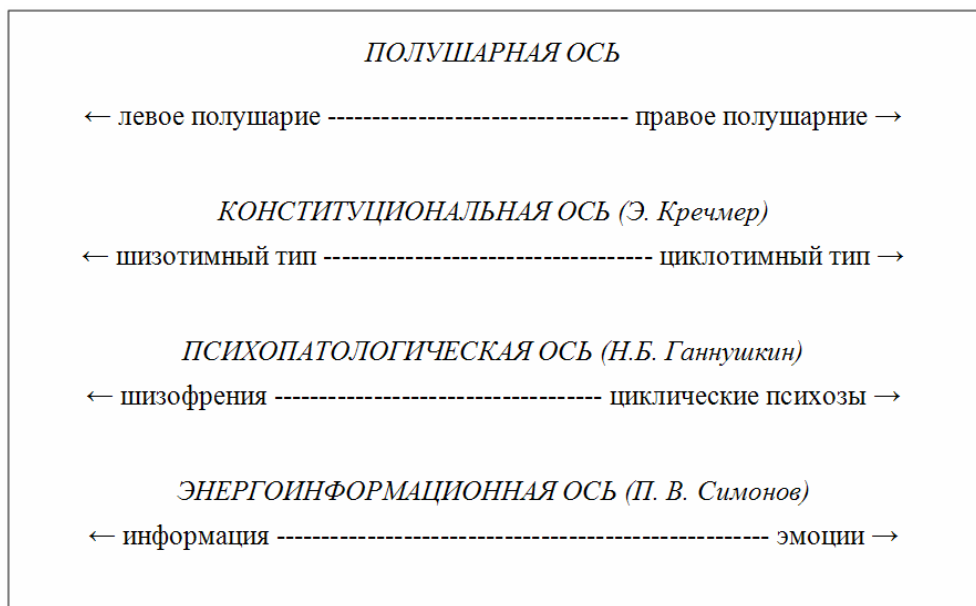 ПОЛУШАРНАЯ ОСЬ
← левое полушарие ---------------------------------- правое полушарние →
КОНСТИТУЦИОНАЛЬНАЯ ОСЬ (Э. Кречмер)
← шизотимный тип ------------------------------------- циклотимный тип →
ПСИХОПАТОЛОГИЧЕСКАЯ ОСЬ (Н.Б. Ганнушкин)
← шизофрения ------------------------------------- циклические психозы →
ЭНЕРГОИНФОРМАЦИОННАЯ ОСЬ (П. В. Симонов)
← информация -------------------------------------------------------- эмоции →